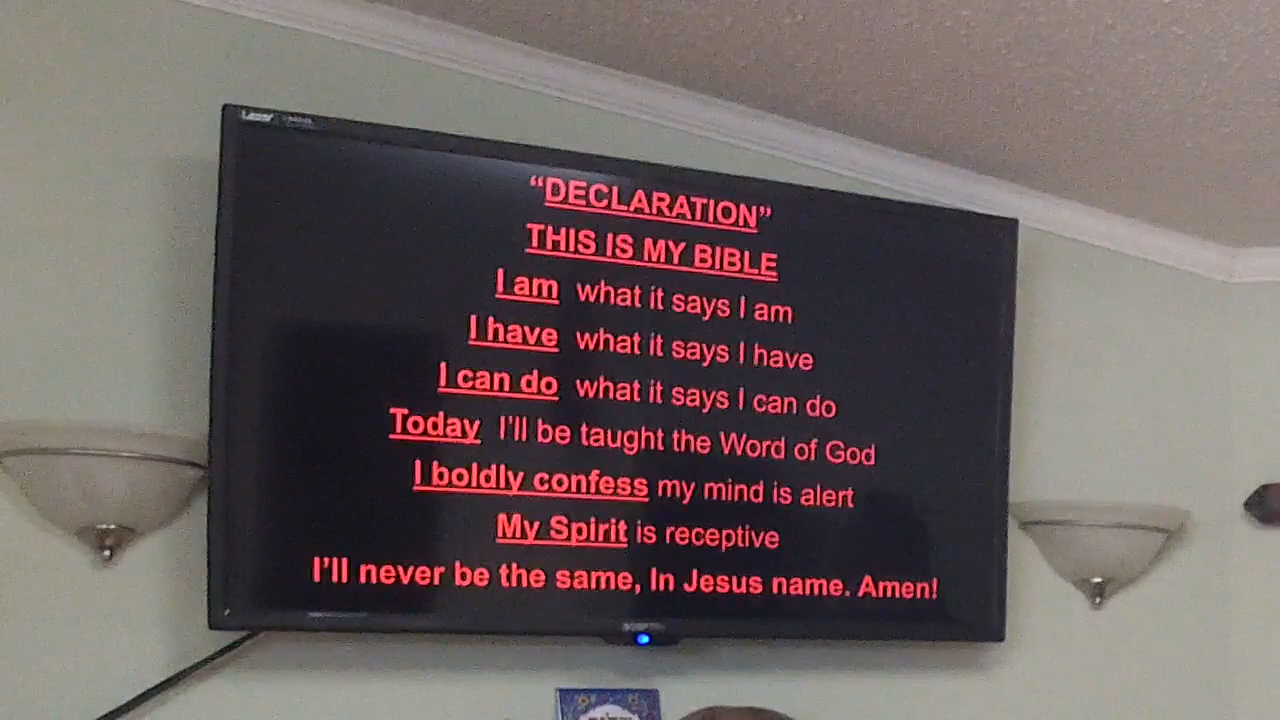 “DECLARATION”
THIS IS MY BIBLE
I am what it says I am
I have what it says I have
I can do what it says I can do
Today I'll be taught the Word of God
I boldly confess my mind is alert
My Spirit is receptive
I'll never be the same, In Jesus name. Amen!